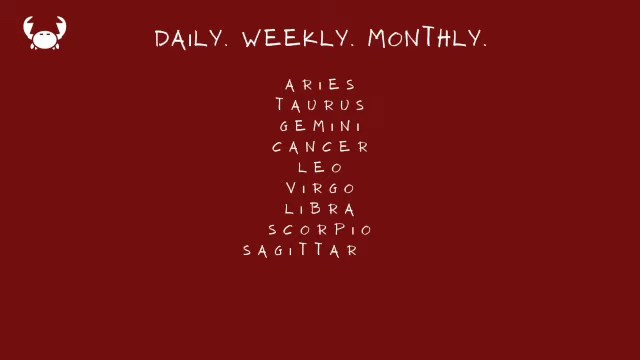 DAILY. WEEKLY. MONTHLY.
ARIES
TAURUS
GEMINI
CANCER
LEO
VIRGO
LIBRA
SCORPIO
SAGITTAR